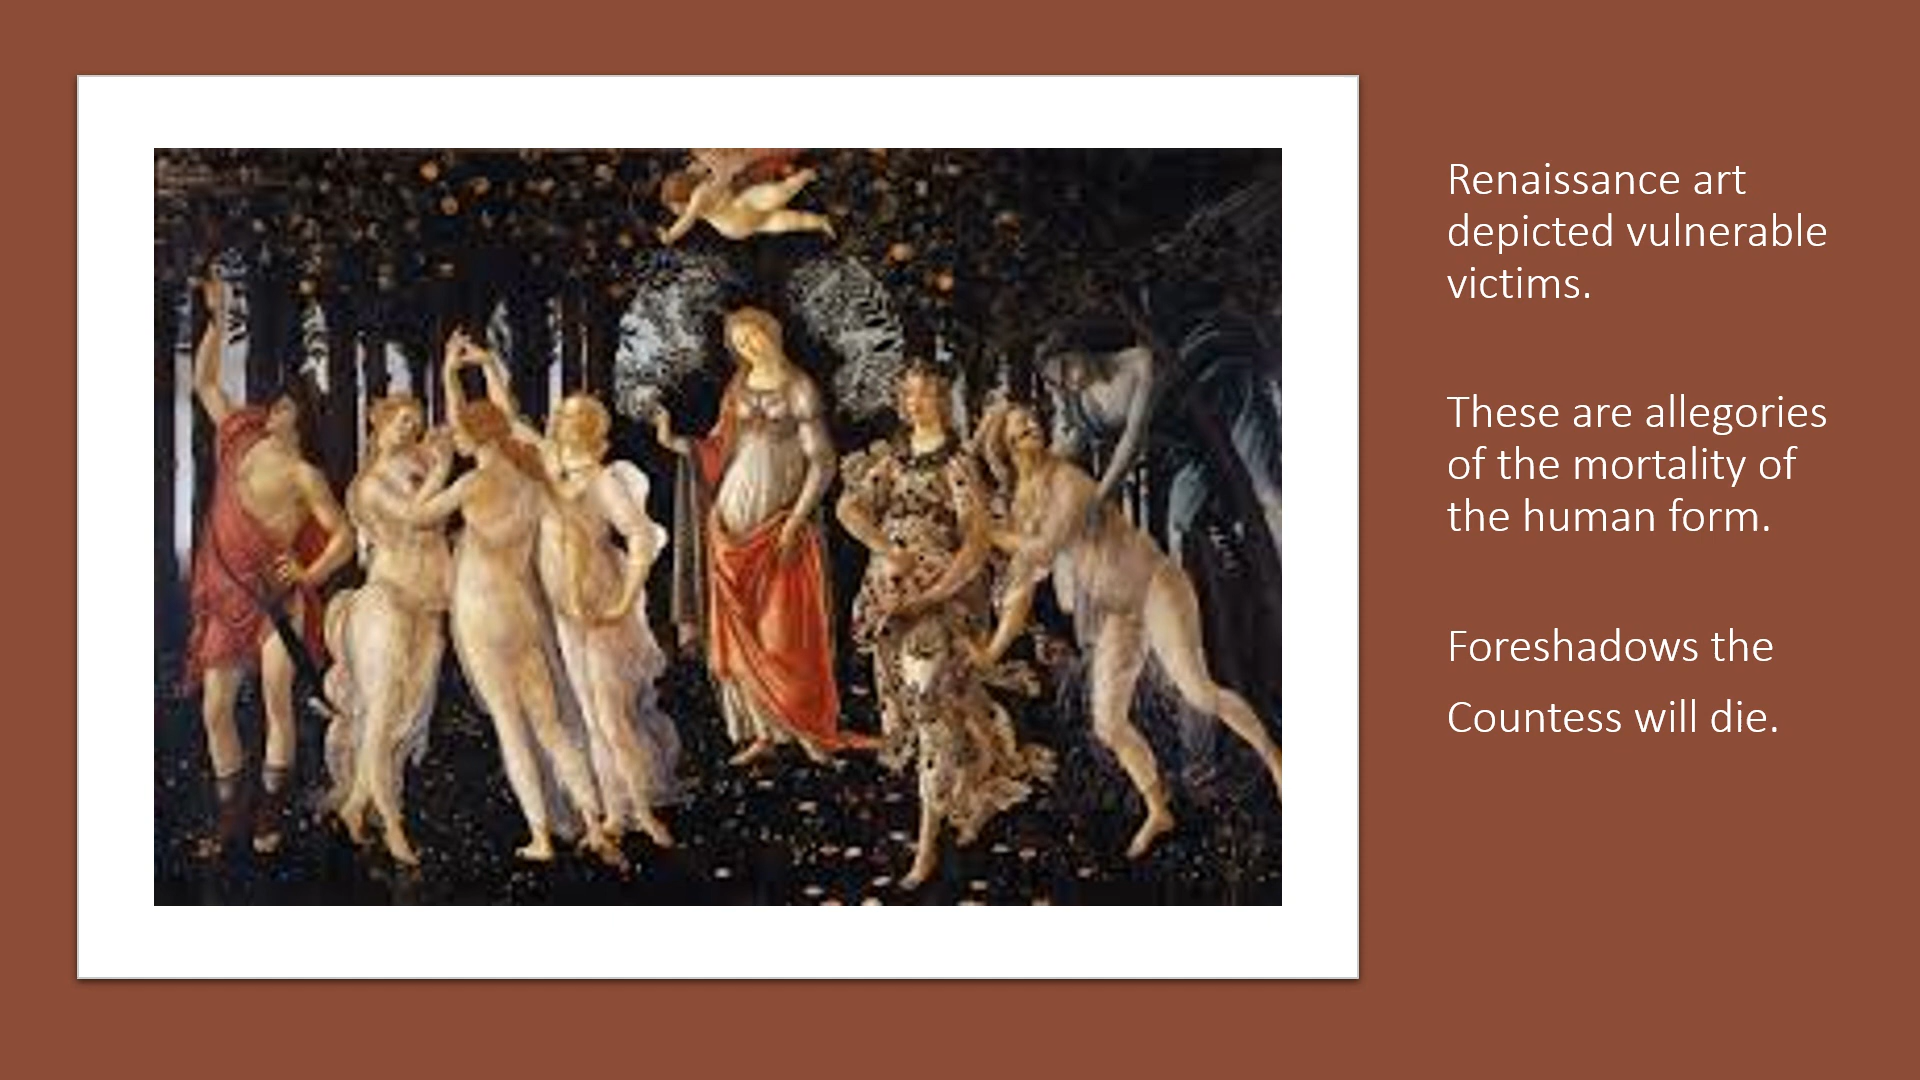 Renaissance art
depicted vulnerable
victims.
These are allegories
of the mortality of
the human form.
Foreshadows the
Countess will die.